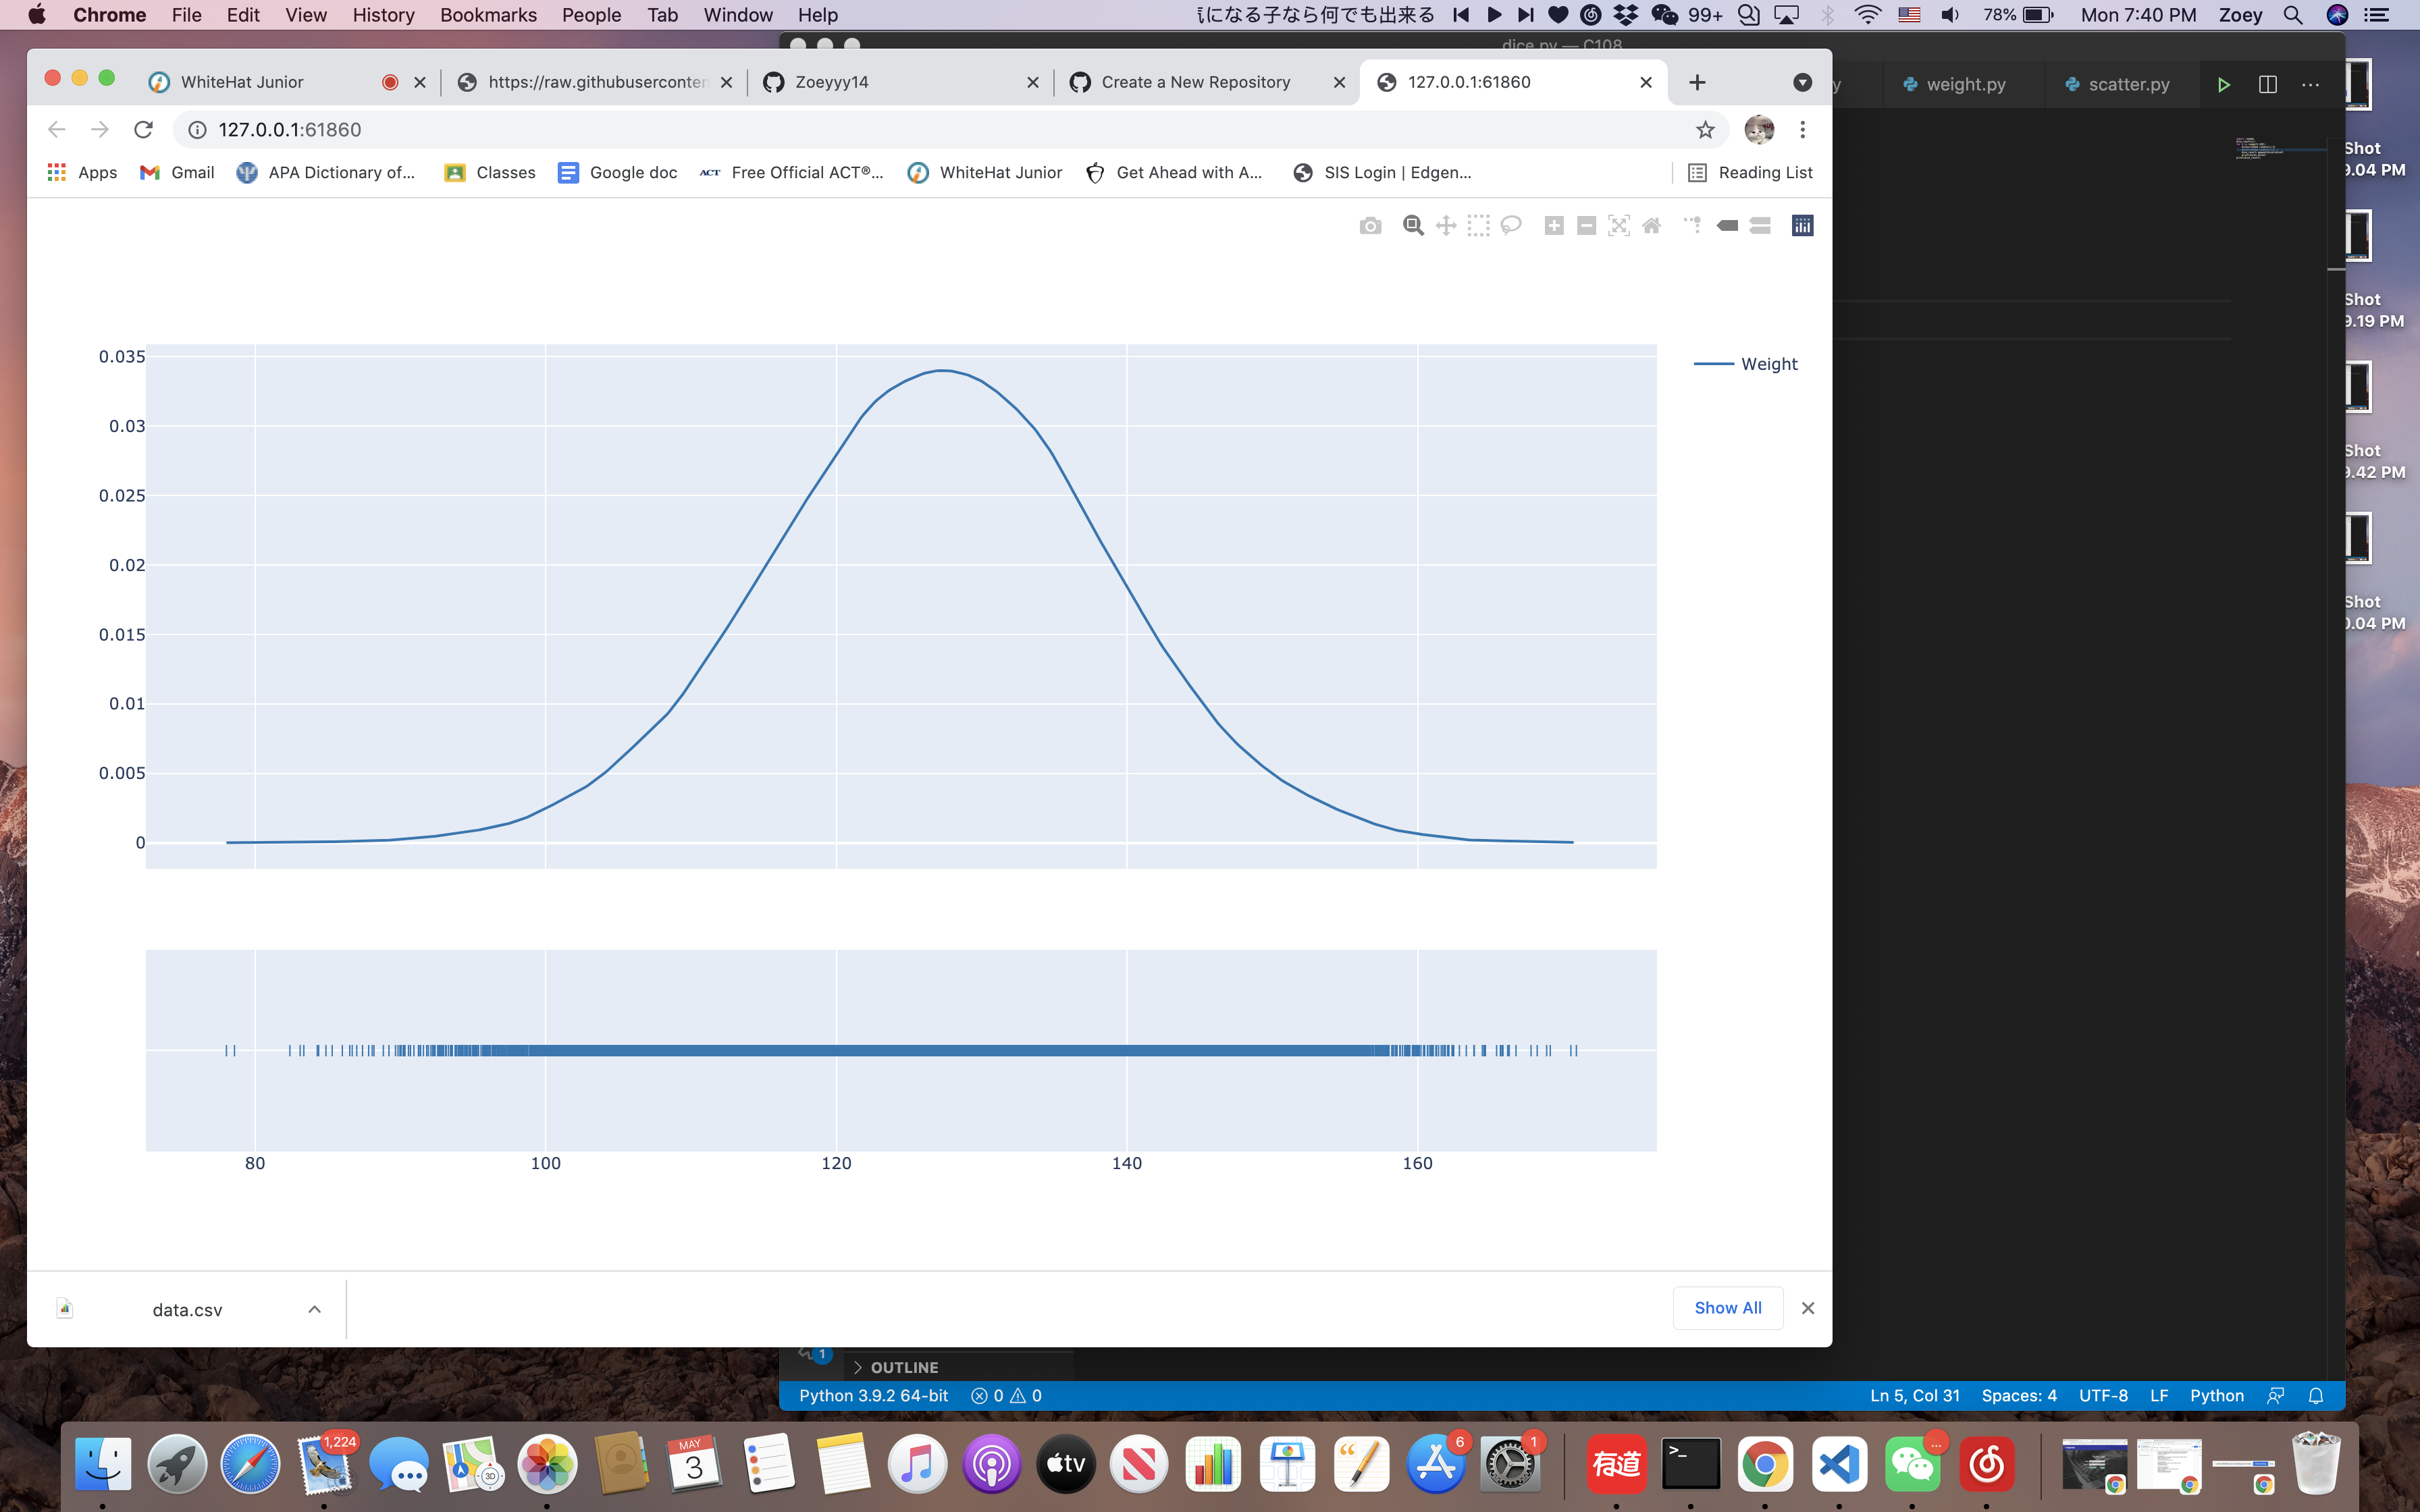 Chrome File Edit View History Bookmarks People Tab Window Help になる子なら何でも出来る 99+ 78% Mon 7:40 PM Zoey
dice.py — C108
WhiteHat Junior https://raw.githubuserconten Zoeyyy14 Create a New Repository 127.0.0.1:61860
y weight.py scatter.py
127.0.0.1:61860
Apps Gmail APA Dictionary of... Classes Google doc ACT Free Official ACT®... WhiteHat Junior Get Ahead with A... SIS Login | Edgen... Reading List
Shot
9.04 PM
Shot
9.19 PM
Shot
9.42 PM
Shot
0.04 PM
0.035
0.03
0.025
0.02
0.015
0.01
0.005
0
Weight
80 100 120 140 160
data.csv Show All
1
OUTLINE
Python 3.9.2 64-bit 0 0 Ln 5, Col 31 Spaces: 4 UTF-8 LF Python
1,224 3D MAY 3 tv 6 1 有道 >_ ...